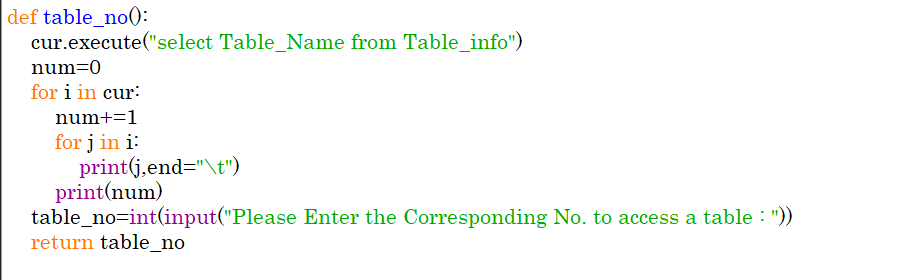 def table_no():
    cur.execute("select Table_Name from Table_info")
    num=0
    for i in cur:
        num+=1
        for j in i:
            print(j,end="\t")
        print(num)
    table_no=int(input("Please Enter the Corresponding No. to access a table : "))
    return table_no